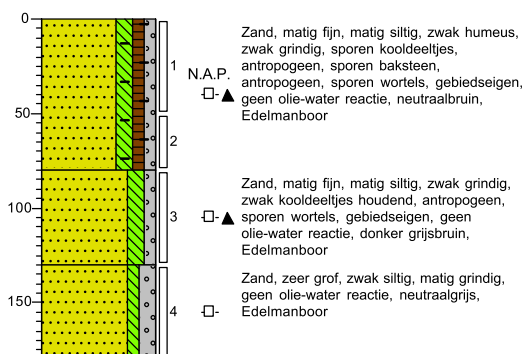 0
50
100
150
1
2
3
4
N.A.P.
Zand, matig fijn, matig siltig, zwak humeus,
zwak grindig, sporen kooldeeltjes,
antropogeen, sporen baksteen,
antropogeen, sporen wortels, gebiedseigen,
geen olie-water reactie, neutraalbruin,
Edelmanboor
Zand, matig fijn, matig siltig, zwak grindig,
zwak kooldeeltjes houdend, antropogeen,
sporen wortels, gebiedseigen, geen
olie-water reactie, donker grijsbruin,
Edelmanboor
Zand, zeer grof, zwak siltig, matig grindig,
geen olie-water reactie, neutraalgrijs,
Edelmanboor